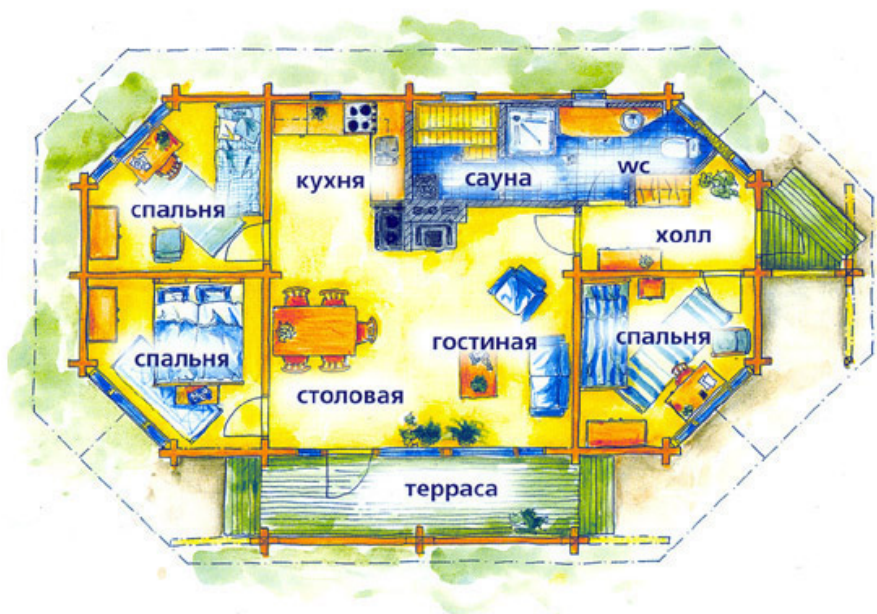 кухня
сауна
wc
спальня
холл
спальня
гостиная
спальня
столовая
терраса